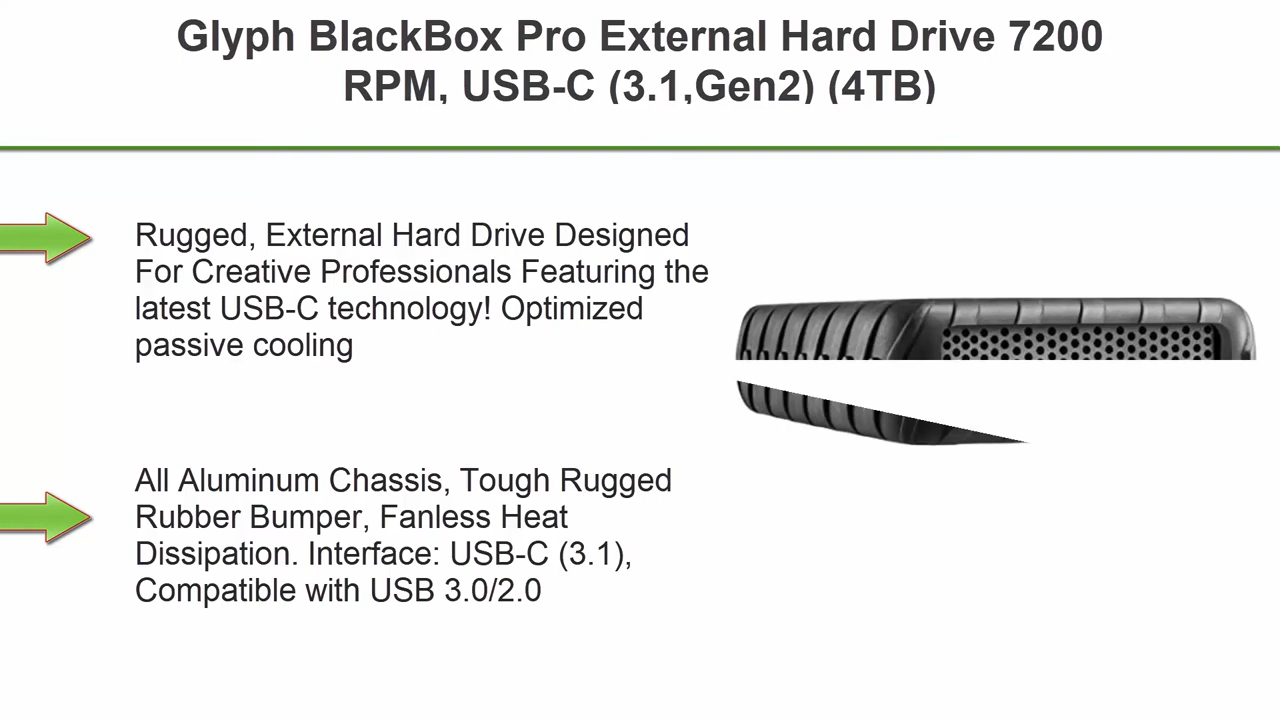 Glyph BlackBox Pro External Hard Drive 7200
RPM, USB-C (3.1,Gen2) (4TB)
Rugged, External Hard Drive Designed
For Creative Professionals Featuring the
latest USB-C technology! Optimized
passive cooling
All Aluminum Chassis, Tough Rugged
Rubber Bumper, Fanless Heat
Dissipation. Interface: USB-C (3.1),
Compatible with USB 3.0/2.0